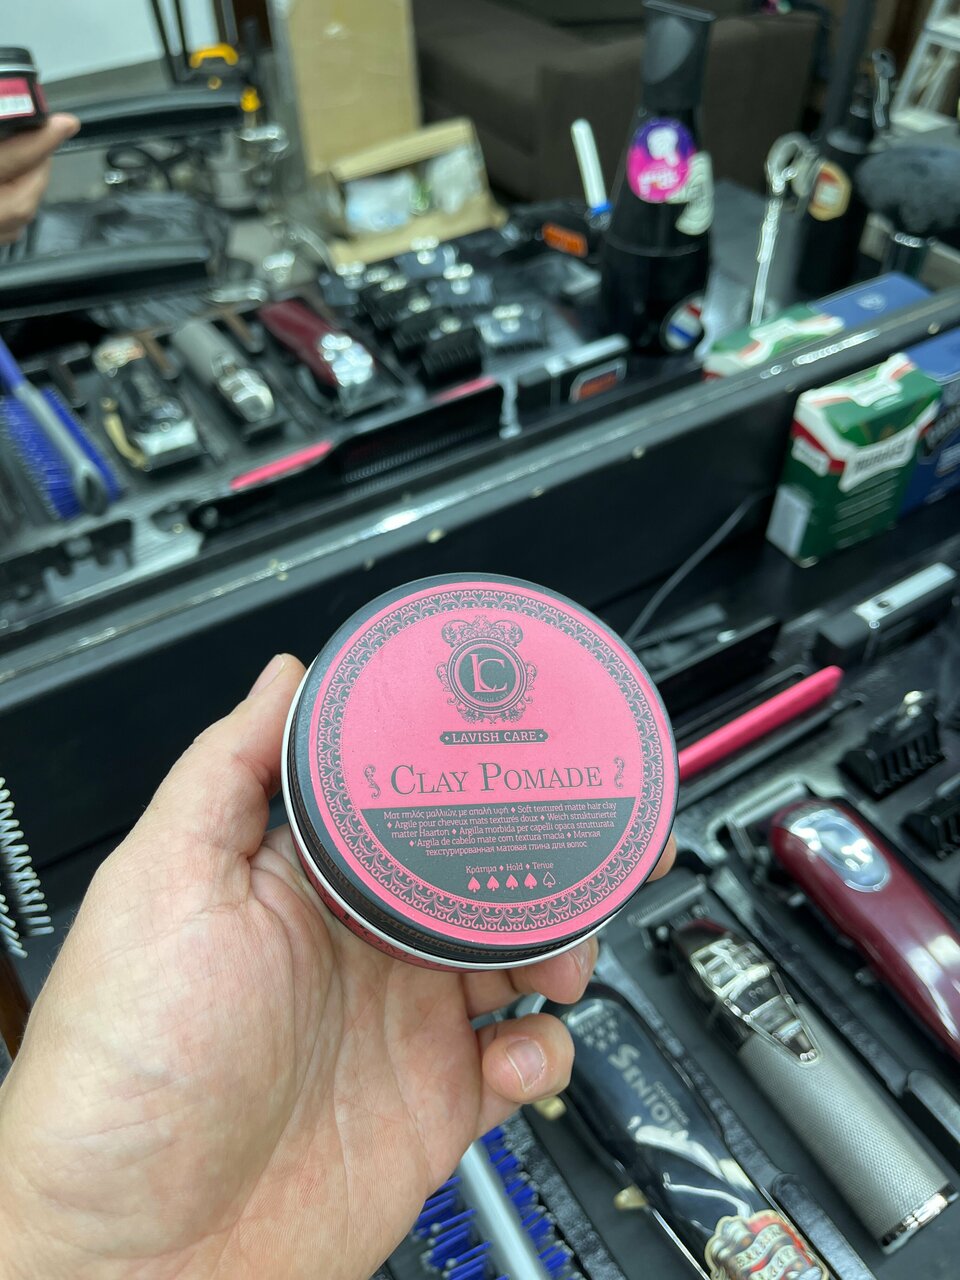 LC
LAVISH CARE
CLAY POMADE
Ματ πηλός μαλλιών με απαλή υφή ♦ Soft textured matte hair clay
♦ Argile pour cheveux mats texturés doux ♦ Weich strukturierter
matter Haarton ♦ Argilla morbida per capelli opaca strutturata
♦ Argila de cabelo mate com textura macia ♦ Мягкая
текстурированная матовая глина для волос
Κράτημα ♦ Hold ♦ Tenue
SENIOR